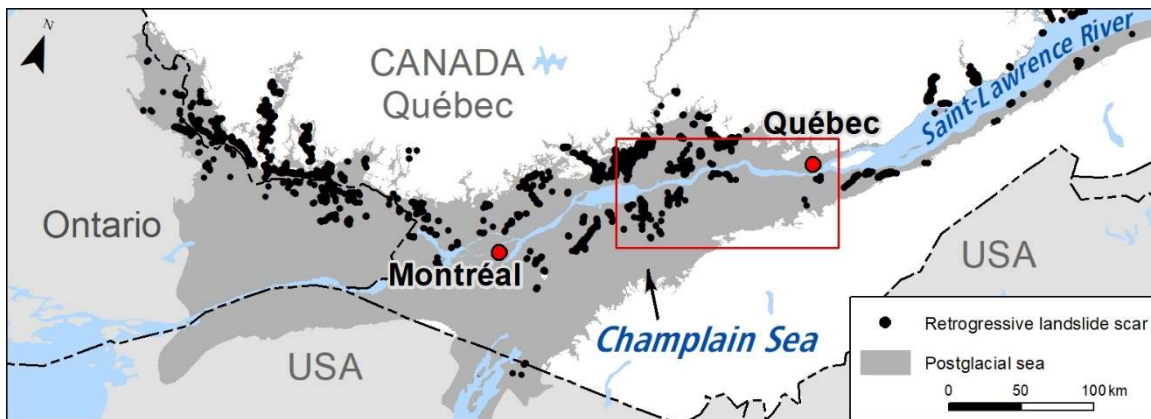 N
CANADA
Québec
Saint-Lawrence River
Québec
Ontario
Montréal
USA
Champlain Sea
USA
Retrogressive landslide scar
Postglacial sea
0 50 100 km